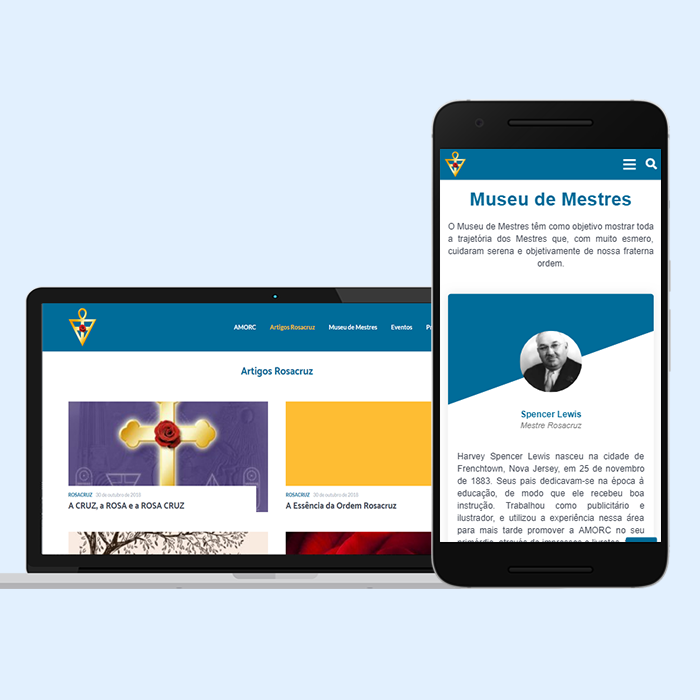 AMORC Artigos Rosacruz Museu de Mestres Eventos
Artigos Rosacruz
ROSACRUZ 30 de outubro de 2018
A CRUZ, a ROSA e a ROSA CRUZ
ROSACRUZ 30 de outubro de 2018
A Essência da Ordem Rosacruz
Museu de Mestres
O Museu de Mestres têm como objetivo mostrar toda
a trajetória dos Mestres que, com muito esmero,
cuidaram serena e objetivamente de nossa fraterna
ordem.
Spencer Lewis
Mestre Rosacruz
Harvey Spencer Lewis nasceu na cidade de
Frenchtown, Nova Jersey, em 25 de novembro
de 1883. Seus pais dedicavam-se na época á
educação, de modo que ele recebeu boa
instrução. Trabalhou como publicitário e
ilustrador, e utilizou a experiência nessa área
para mais tarde promover a AMORC no seu
primórdio, através de impressos e livretos